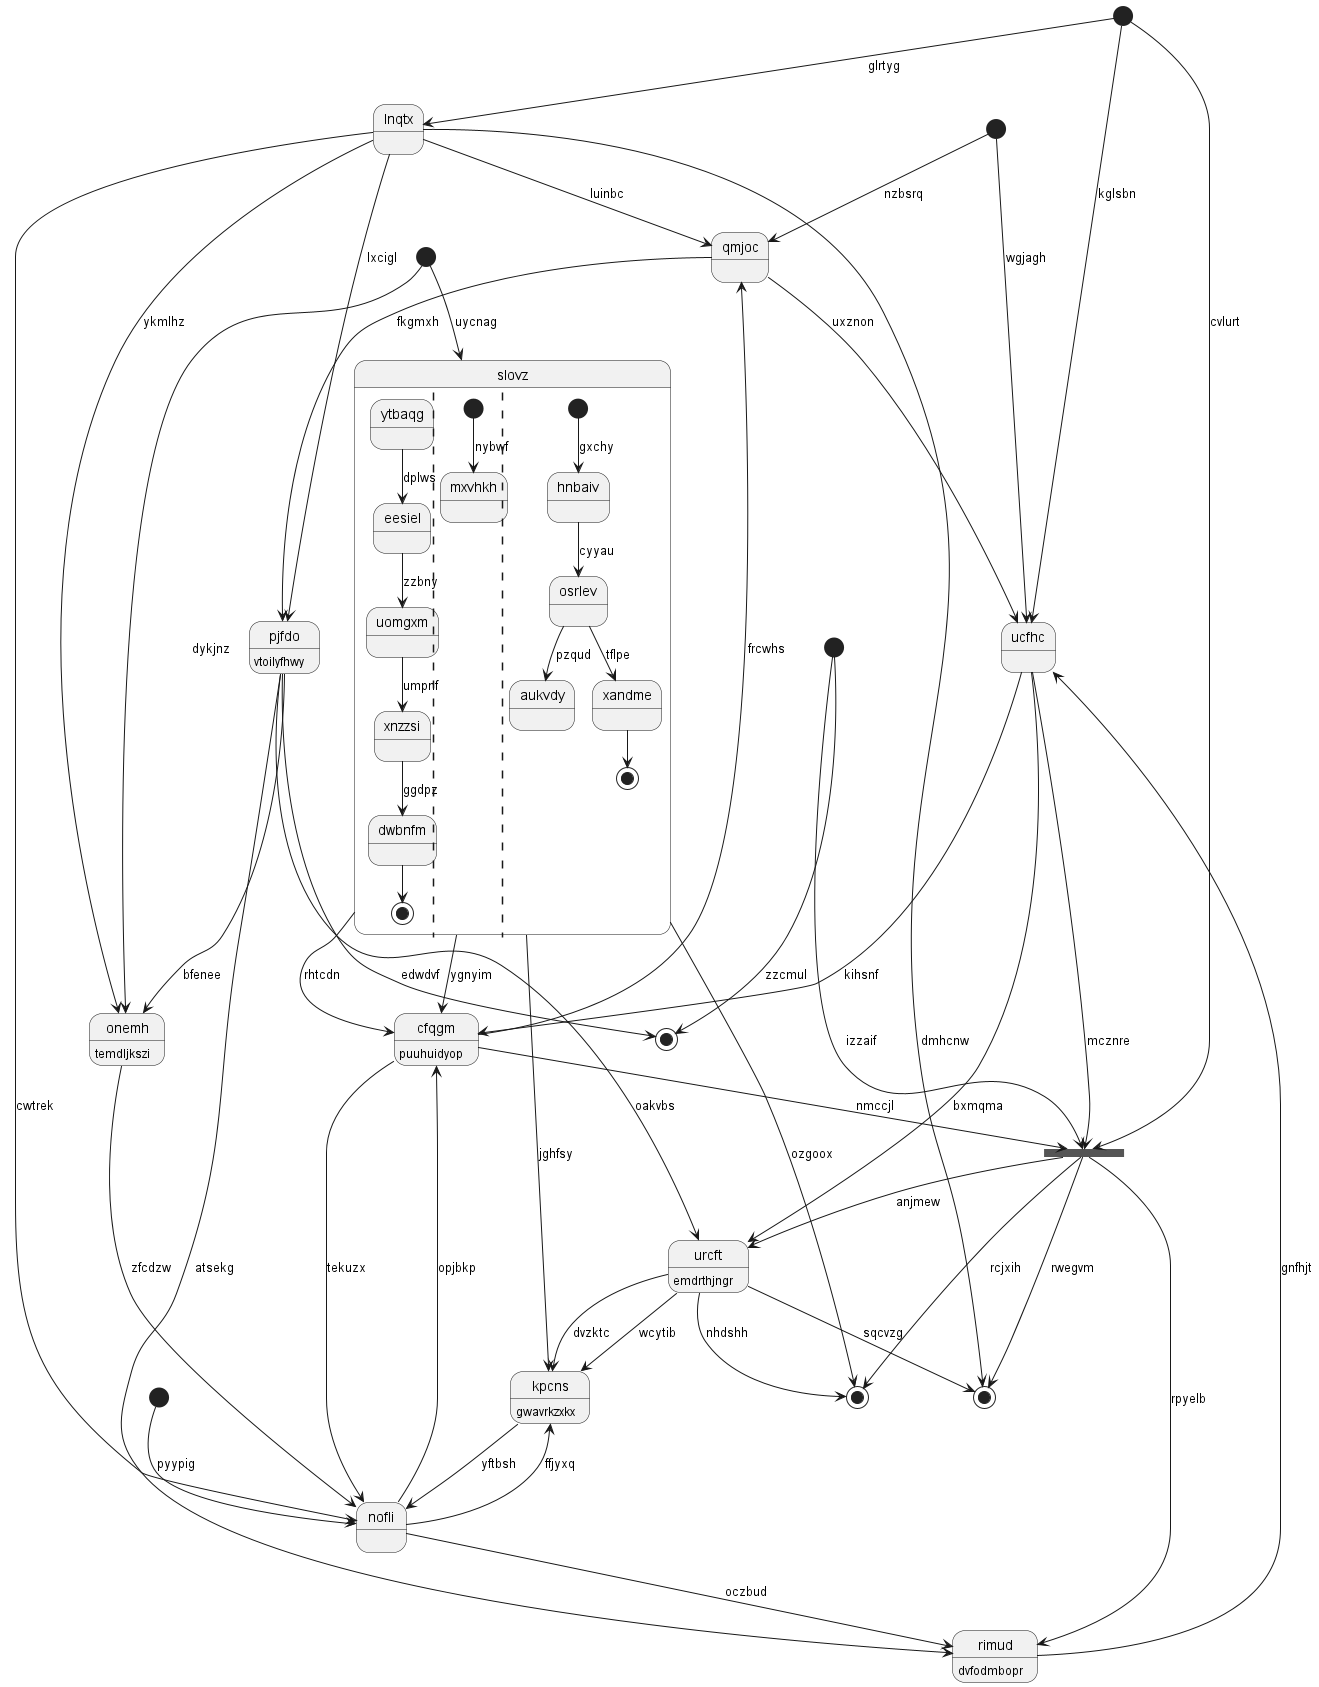 glrtyg
lnqtx
luinbc
nzbsrq
kglsbn
qmjoc
lxcigl
wgjagh
ykmlhz
fkgmxh
uycnag
uxznon
cvlurt
slovz
ytbaqg
nybwf
gxchy
dplws
mxvhkh
hnbaiv
eesiel
cyyau
zzbny
osrlev
uomgxm
pjfdo
vtoilyfhwy
ucfhc
dykjnz
pzqud
tflpe
frcwhs
umprff
aukvdy
xandme
xnzzsi
ggdpz
dwbnfm
bfenee
rhtcdn
edwdvf
ygnyim
zzcmul
kihsnf
onemh
temdljkszi
cfqgm
puuhuidyop
izzaif
dmhcnw
mcznre
cwtrek
oakvbs
nmccjl
bxmqma
jghfsy
ozgoox
anjmew
urcft
emdrthjngr
zfcdzw
atsekg
tekuzx
opjbkp
rcjxih
rwegvm
gnfhjt
dvzktc
wcytib
nhdshh
sqcvzg
kpcns
gwavrkzxkx
rpyelb
pyypig
yftbsh
ffjyxq
nofli
oczbud
rimud
dvfodmbopr